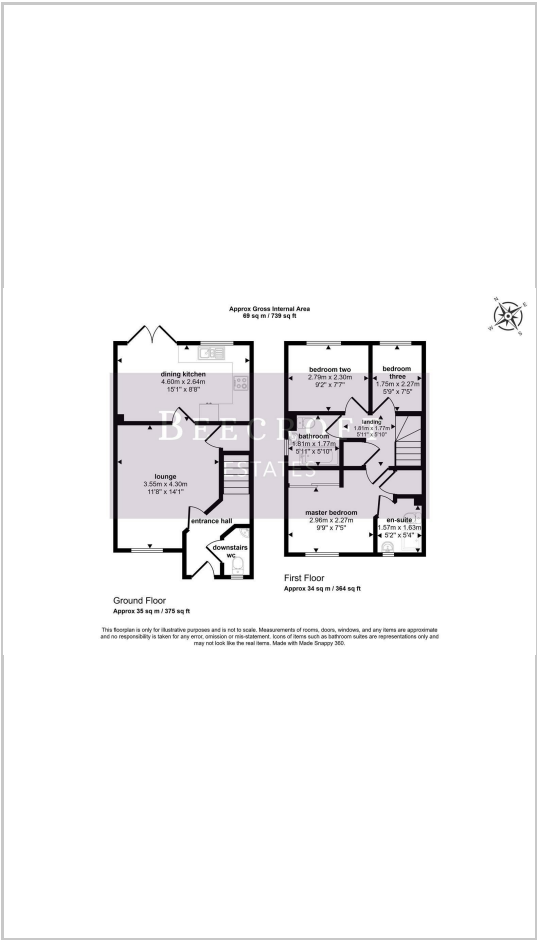 Approx Gross Internal Area
69 sq m / 739 sq ft
dining kitchen
4.60m x 2.64m
15'1" x 8'8"
lounge
3.55m x 4.30m
11'8" x 14'1"
entrance hall
downstairs
wc
bedroom two
2.79m x 2.30m
9'2" x 7'7"
bedroom
three
1.75m x 2.27m
5'9" x 7'5"
landing
1.81m x 1.77m
5'11" x 5'10"
bathroom
1.81m x 1.77m
5'11" x 5'10"
master bedroom
2.96m x 2.27m
9'9" x 7'5"
en-suite
1.57m x 1.63m
5'2" x 5'4"
ESTATES
Ground Floor
Approx 35 sq m / 375 sq ft
First Floor
Approx 34 sq m / 364 sq ft
This floorplan is only for illustrative purposes and is not to scale. Measurements of rooms, doors, windows, and any items are approximate
and no responsibility is taken for any error, omission or mis-statement. Icons of items such as bathroom suites are representations only and
may not look like the real items. Made with Made Snappy 360.